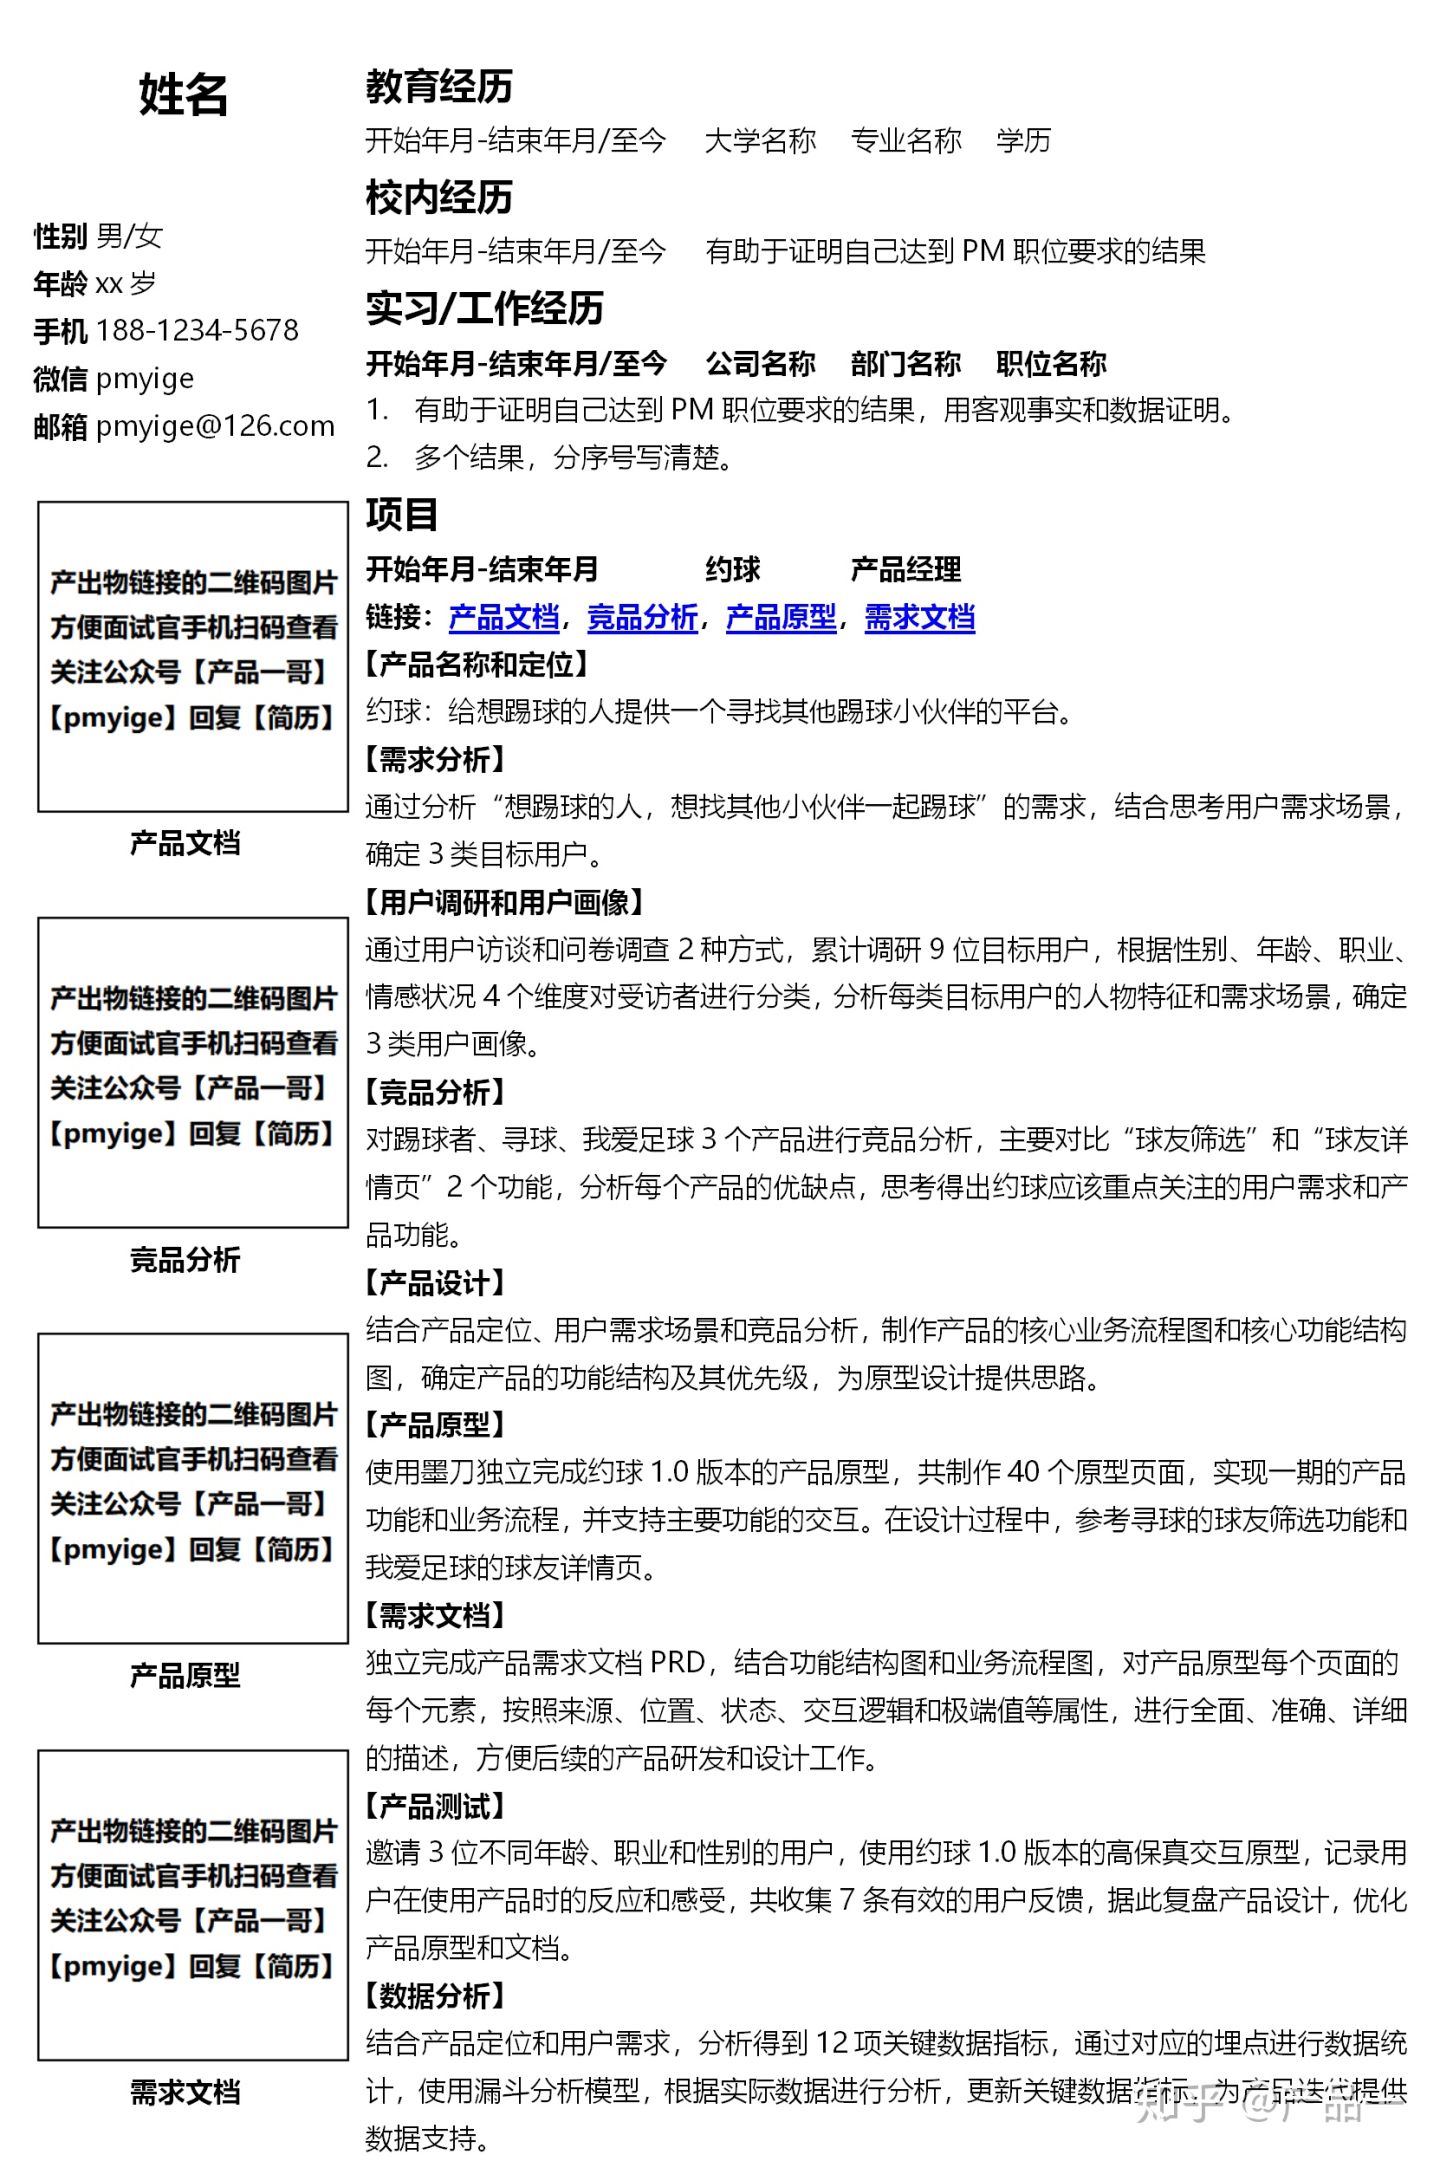 姓名
性别 男/女
年龄 xx 岁
手机 188-1234-5678
微信 pmyige
邮箱 pmyige@126.com
产出物链接的二维码图片
方便面试官手机扫码查看
关注公众号【产品一哥】
【pmyige】回复【简历】
产品文档
产出物链接的二维码图片
方便面试官手机扫码查看
关注公众号【产品一哥】
【pmyige】回复【简历】
竞品分析
产出物链接的二维码图片
方便面试官手机扫码查看
关注公众号【产品一哥】
【pmyige】回复【简历】
产品原型
产出物链接的二维码图片
方便面试官手机扫码查看
关注公众号【产品一哥】
【pmyige】回复【简历】
需求文档
教育经历
开始年月-结束年月/至今 大学名称 专业名称 学历
校内经历
开始年月-结束年月/至今 有助于证明自己达到 PM 职位要求的结果
实习/工作经历
开始年月-结束年月/至今 公司名称 部门名称 职位名称
1. 有助于证明自己达到 PM 职位要求的结果，用客观事实和数据证明。
2. 多个结果，分序号写清楚。
项目
开始年月-结束年月 约球 产品经理
链接：产品文档，竞品分析，产品原型，需求文档
【产品名称和定位】
约球：给想踢球的人提供一个寻找其他踢球小伙伴的平台。
【需求分析】
通过分析“想踢球的人，想找其他小伙伴一起踢球”的需求，结合思考用户需求场景，
确定 3 类目标用户。
【用户调研和用户画像】
通过用户访谈和问卷调查 2 种方式，累计调研 9 位目标用户，根据性别、年龄、职业、
情感状况 4 个维度对受访者进行分类，分析每类目标用户的人物特征和需求场景，确定
3 类用户画像。
【竞品分析】
对踢球者、寻球、我爱足球 3 个产品进行竞品分析，主要对比“球友筛选”和“球友详
情页”2 个功能，分析每个产品的优缺点，思考得出约球应该重点关注的用户需求和产
品功能。
【产品设计】
结合产品定位、用户需求场景和竞品分析，制作产品的核心业务流程图和核心功能结构
图，确定产品的功能结构及其优先级，为原型设计提供思路。
【产品原型】
使用墨刀独立完成约球 1.0 版本的产品原型，共制作 40 个原型页面，实现一期的产品
功能和业务流程，并支持主要功能的交互。在设计过程中，参考寻球的球友筛选功能和
我爱足球的球友详情页。
【需求文档】
独立完成产品需求文档 PRD，结合功能结构图和业务流程图，对产品原型每个页面的
每个元素，按照来源、位置、状态、交互逻辑和极端值等属性，进行全面、准确、详细
的描述，方便后续的产品研发和设计工作。
【产品测试】
邀请 3 位不同年龄、职业和性别的用户，使用约球 1.0 版本的高保真交互原型，记录用
户在使用产品时的反应和感受，共收集 7 条有效的用户反馈，据此复盘产品设计，优化
产品原型和文档。
【数据分析】
结合产品定位和用户需求，分析得到 12 项关键数据指标，通过对应的埋点进行数据统
计，使用漏斗分析模型，根据实际数据进行分析，更新关键数据指标，为产品迭代提供
数据支持。
知乎 @产品一